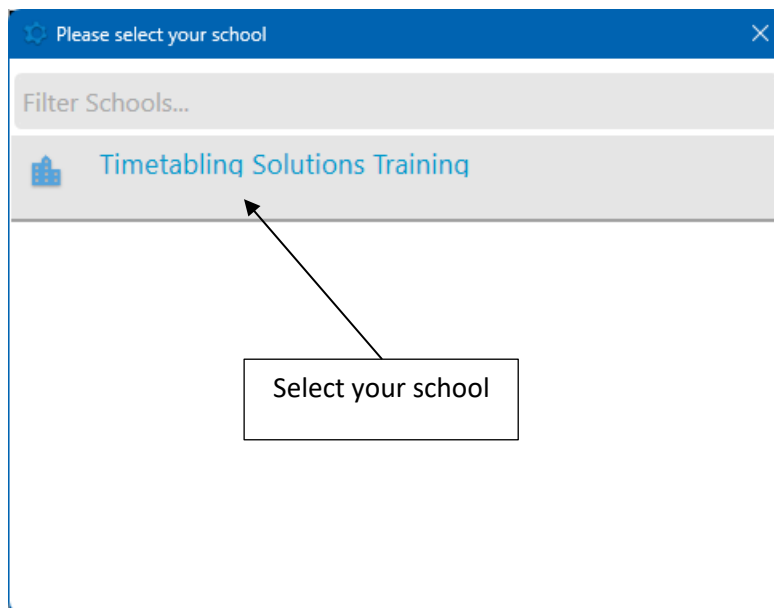 Please select your school
Filter Schools...
Timetabling Solutions Training
Select your school